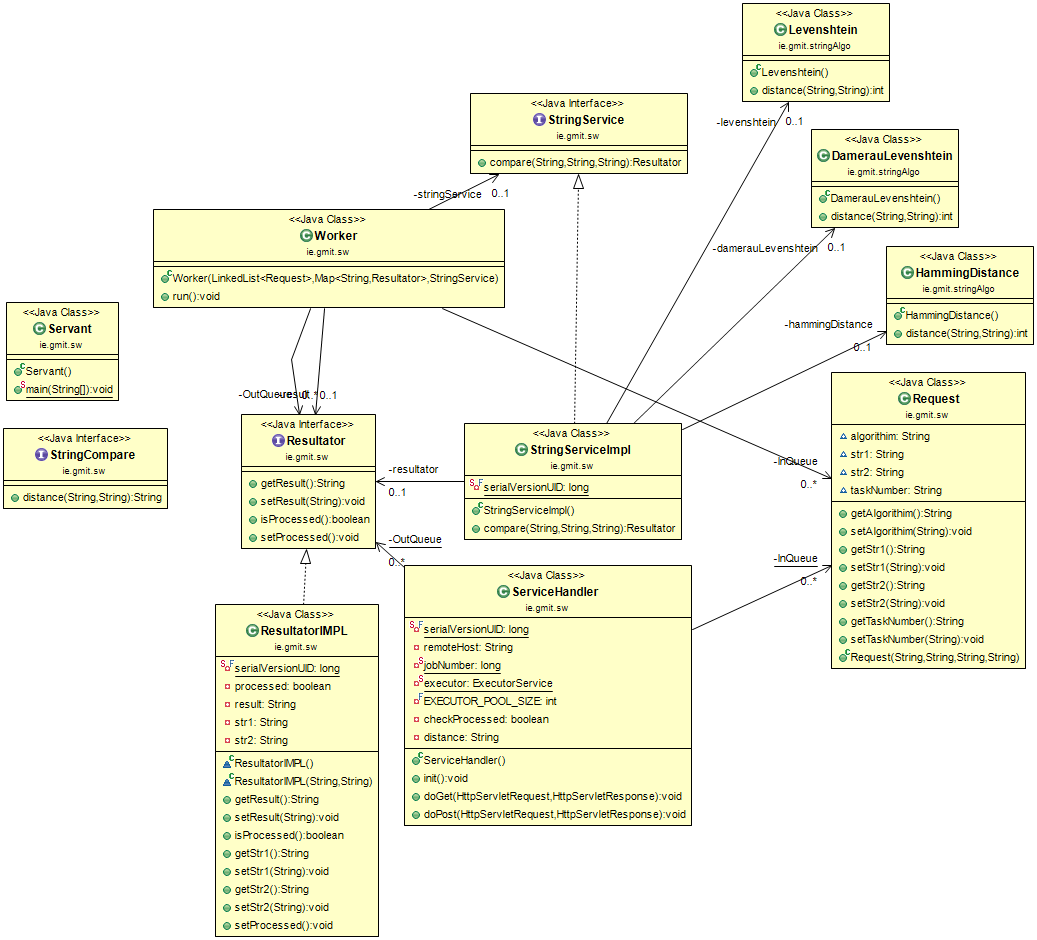 <<Java Class>>
Levenshtein
ie.gmit.stringAlgo
Levenshtein()
distance(String,String):int
-levenshtein
0..1
<<Java Interface>>
StringService
ie.gmit.sw
compare(String,String,String):Resultator
-stringService
0..1
<<Java Class>>
DamerauLevenshtein
ie.gmit.stringAlgo
DamerauLevenshtein()
distance(String,String):int
-damerauLevenshtein
0..1
<<Java Class>>
Worker
ie.gmit.sw
Worker(LinkedList<Request>,Map<String,Resultator>,StringService)
run():void
<<Java Class>>
HammingDistance
ie.gmit.stringAlgo
HammingDistance()
distance(String,String):int
-hammingDistance
0..1
<<Java Class>>
Servant
ie.gmit.sw
Servant()
main(String[]):void
-OutQueue
-result
0..*
0..1
<<Java Interface>>
StringCompare
ie.gmit.sw
distance(String,String):String
<<Java Interface>>
Resultator
ie.gmit.sw
getResult():String
setResult(String):void
isProcessed():boolean
setProcessed():void
-resultator
0..1
<<Java Class>>
StringServiceImpl
ie.gmit.sw
serialVersionUID: long
StringServiceImpl()
compare(String,String,String):Resultator
<<Java Class>>
Request
ie.gmit.sw
algorithim: String
str1: String
str2: String
taskNumber: String
getAlgorithim():String
setAlgorithim(String):void
getStr1():String
setStr1(String):void
getStr2():String
setStr2(String):void
getTaskNumber():String
setTaskNumber(String):void
Request(String,String,String,String)
-InQueue
0..*
-InQueue
0..*
-OutQueue
0..*
<<Java Class>>
ServiceHandler
ie.gmit.sw
serialVersionUID: long
remoteHost: String
jobNumber: long
executor: ExecutorService
EXECUTOR_POOL_SIZE: int
checkProcessed: boolean
distance: String
ServiceHandler()
init():void
doGet(HttpServletRequest,HttpServletResponse):void
doPost(HttpServletRequest,HttpServletResponse):void
<<Java Class>>
ResultatorIMPL
ie.gmit.sw
serialVersionUID: long
processed: boolean
result: String
str1: String
str2: String
ResultatorIMPL()
ResultatorIMPL(String,String)
getResult():String
setResult(String):void
isProcessed():boolean
getStr1():String
setStr1(String):void
getStr2():String
setStr2(String):void
setProcessed():void